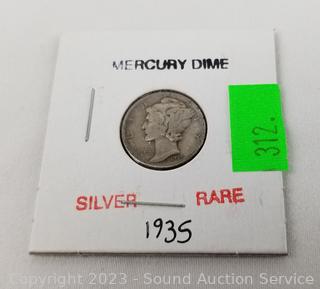 MERCURY DIME
312.
SILVER RARE
1935
Copyright 2023 - Sound Auction Service